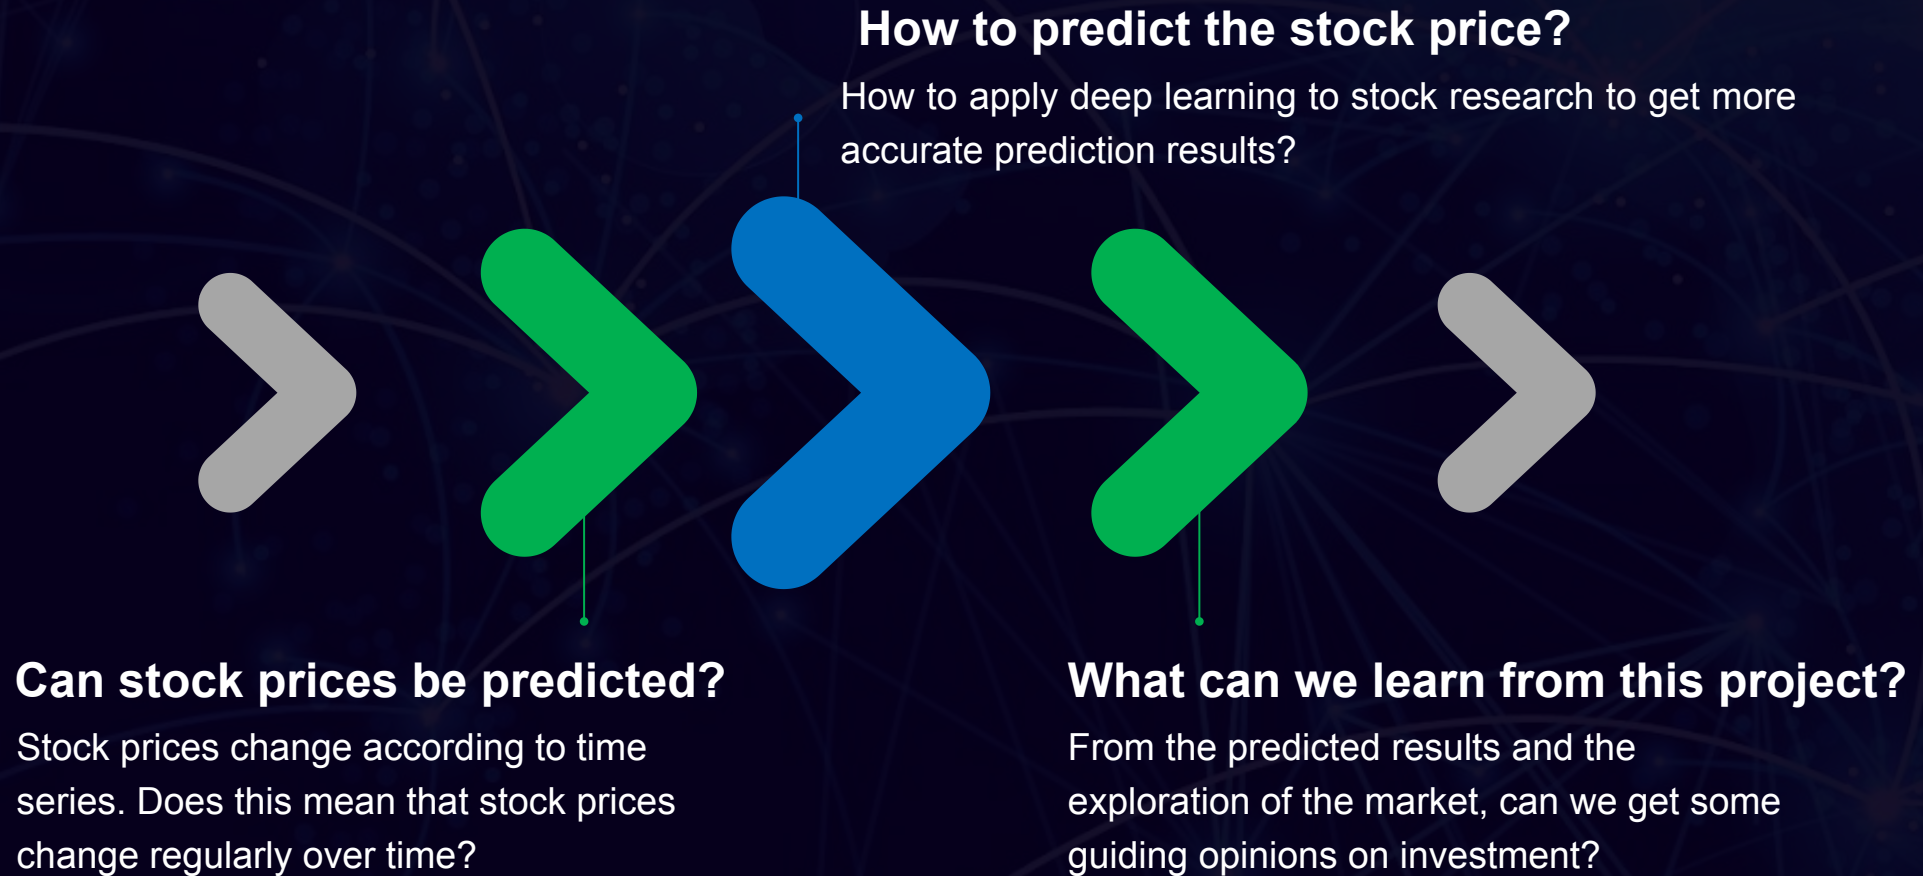 How to predict the stock price?
How to apply deep learning to stock research to get more
accurate prediction results?
Can stock prices be predicted?
Stock prices change according to time
series. Does this mean that stock prices
change regularly over time?
What can we learn from this project?
From the predicted results and the
exploration of the market, can we get some
guiding opinions on investment?